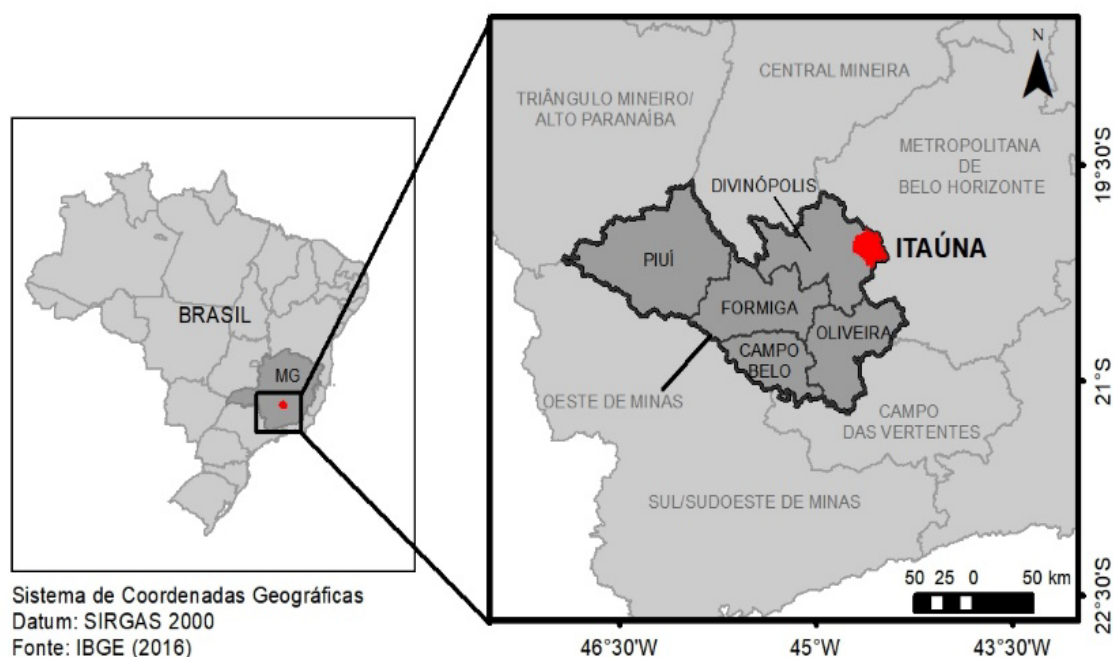 BRASIL
MG
Sistema de Coordenadas Geográficas
Datum: SIRGAS 2000
Fonte: IBGE (2016)
N
CENTRAL MINEIRA
TRIÂNGULO MINEIRO/
ALTO PARANAÍBA
METROPOLITANA
DE
BELO HORIZONTE
DIVINÓPOLIS
ITAÚNA
PIUÍ
FORMIGA
OLIVEIRA
CAMPO
BELO
OESTE DE MINAS
CAMPO
DAS VERTENTES
SUL/SUDOESTE DE MINAS
50 25 0 50 km
19°30'S
21°S
22°30'S
46°30'W 45°W 43°30'W